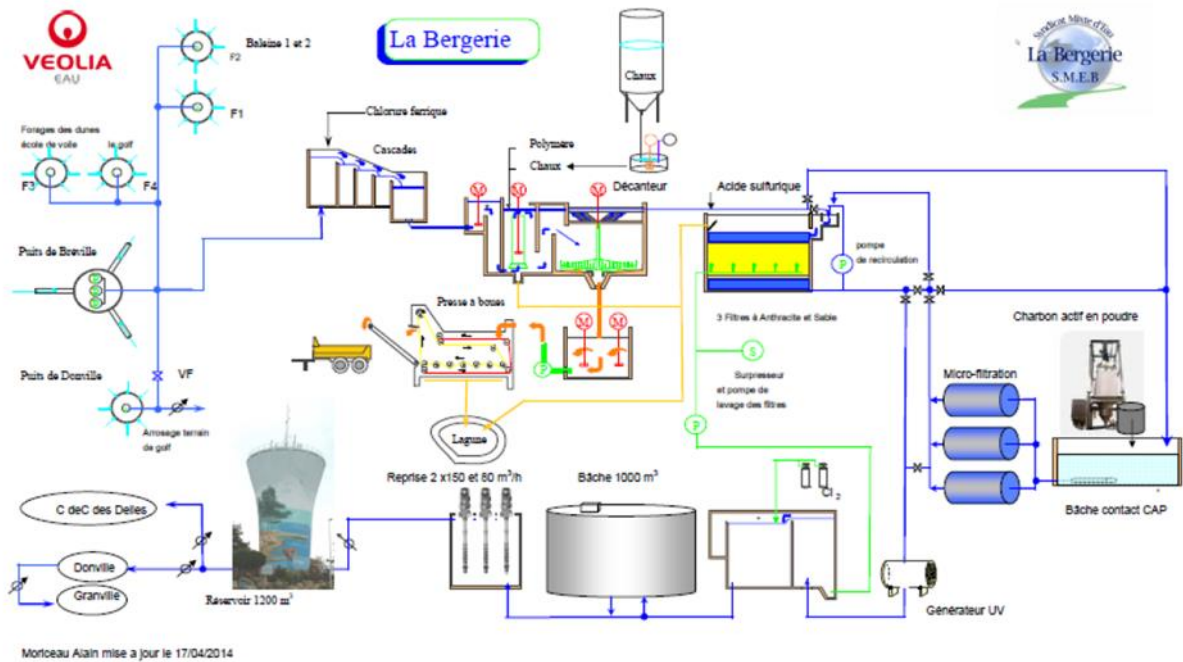 VEOLIA
EAU
Baleine 1 et 2
F2
F1
La Bergerie
Chaux
Syndicat Mixte d'Eau
La Bergerie
S.M.E.B
Forages des dunes
école de voile
le golf
F3
F4
Chlorure ferrique
Cascades
Polymère
Chaux
Décanteur
Acide sulfurique
M
M
M
Puits de Bréville
P
pompe
de recirculation
Presse à boues
M
M
P
3 Filtres à Anthracite et Sable
Charbon actif en poudre
Puits de Donville
VF
S
Surpresseur
et pompe de
lavage des filtres
Micro-filtration
Arrosage terrain
de golf
P
Lagune
Reprise 2 x150 et 60 m³/h
Bâche 1000 m³
Cl 2
Bâche contact CAP
C deC des Delles
Donville
Granville
Réservoir 1200 m³
Générateur UV
Moriceau Alain mise a jour le 17/04/2014